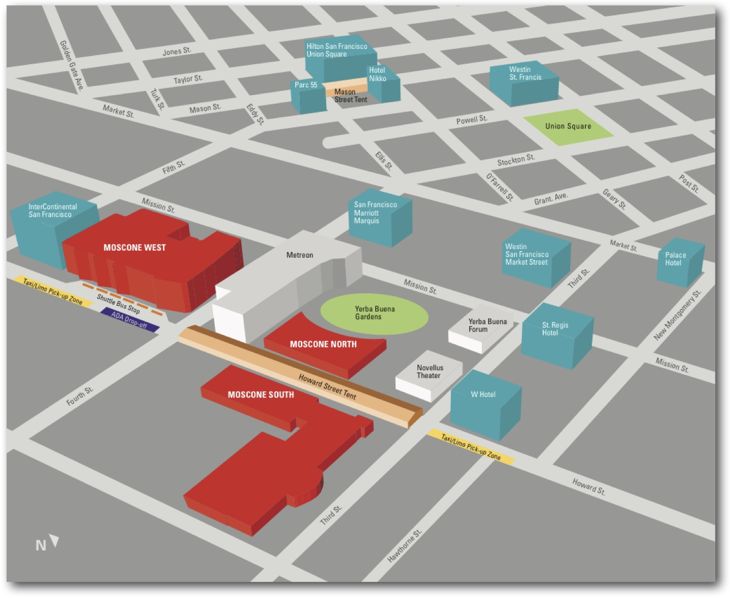 Golden Gate Ave.
Jones St.
Taylor St.
Turk St.
Mason St.
Eddy St.
Market St.
Hilton San Francisco
Union Square
Hotel
Nikko
Parc 55
Mason
Street Tent
Westin
St. Francis
Powell St.
Union Square
Ellis St.
Stockton St.
O'Farrell St.
Grant. Ave.
Geary St.
Post St.
Fifth St.
Mission St.
InterContinental
San Francisco
MOSCONE WEST
Metreon
San Francisco
Marriott
Marquis
Westin
San Francisco
Market Street
Market St.
Palace
Hotel
Third St.
Mission St.
New Montgomery St.
Taxi/Limo Pick-up Zone
Shuttle Bus Stop
ADA Drop-off
Yerba Buena
Gardens
Yerba Buena
Forum
St. Regis
Hotel
MOSCONE NORTH
Novellus
Theater
Mission St.
Howard Street Tent
MOSCONE SOUTH
W Hotel
Fourth St.
Taxi/Limo Pick-up Zone
Howard St.
Third St.
Hawthorne St.
N